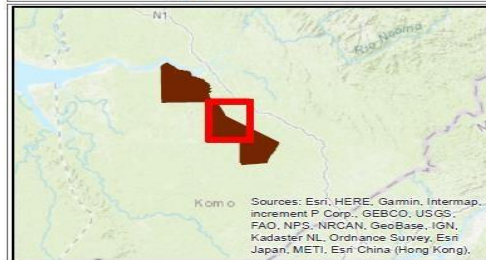 N1
Rio Nooma
Komo
Sources: Esri, HERE, Garmin, Intermap,
increment P Corp., GEBCO, USGS,
FAO, NPS, NRCAN, GeoBase, IGN,
Kadaster NL, Ordnance Survey, Esri
Japan, METI, Esri China (Hong Kong),